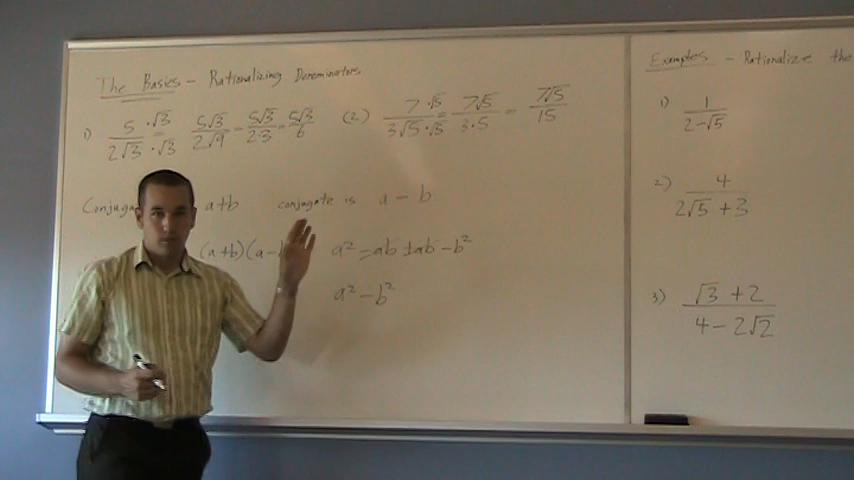 The Basics - Rationalizing Denominators
1) 5/2√3 · √3/· √3 = 5√3/2√9 = 5√3/2·3 = 5√3/6
(2.) 7/3√5 · √5/· √5 = 7√5/3·5 = 7√5/15
Conjuga a+b conjugate is a - b
(a+b)(a- a² - ab + ab - b²
a² - b²
Examples - Rationalize the
1) 1/2-√5
2) 4/2√5 + 3
3) √3 + 2/4 - 2√2